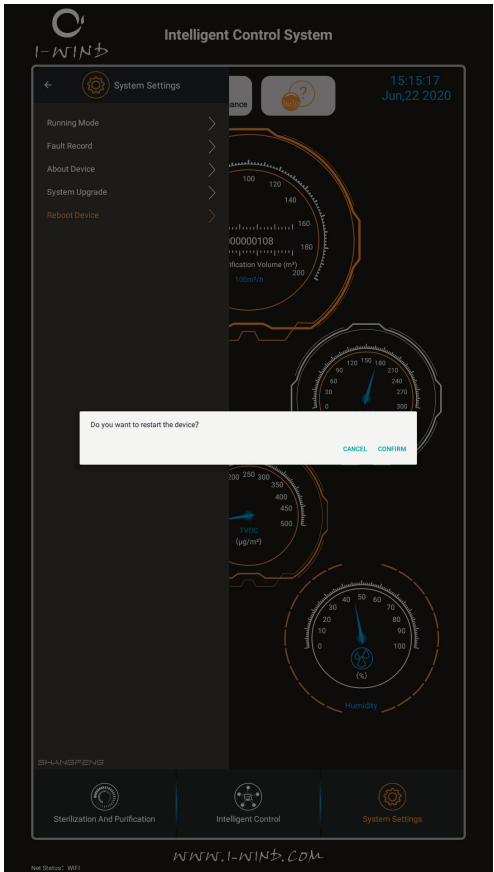 I-WIND
Intelligent Control System
System Settings
ance
Help
?
15:15:17
Jun,22 2020
Running Mode
Fault Record
About Device
System Upgrade
Reboot Device
100
120
140
160
180
200
00000108
ification Volume (m³)
100m³/h
0
30
60
90
120
150
180
210
240
270
300
Do you want to restart the device?
CANCEL CONFIRM
200
250
300
350
400
450
500
TVOC
(μg/m³)
0
10
20
30
40
50
60
70
80
90
100
(%)
Humidity
SHANGFENG
Sterilization And Purification
Intelligent Control
System Settings
WWW.I-WIND.COM
Net Status: WIFI